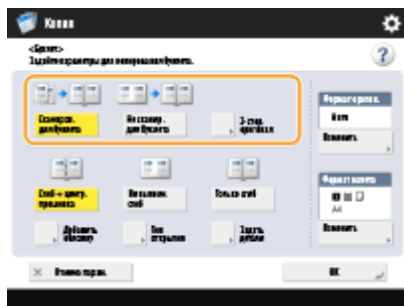 Копия
<Буклет>
Задайте параметры для копирования буклета.
Сканиров.
для буклета
Не сканир.
для буклета
2-стор.
оригинал
Формат ориг.
Авто
Изменить
Сгиб + центр.
прошивка
Не выполн.
сгиб
Только сгиб
Формат макета
A4
Изменить
Добавить
обложку
Тип
открытия
Задать
детали
Отмена парам.
OK